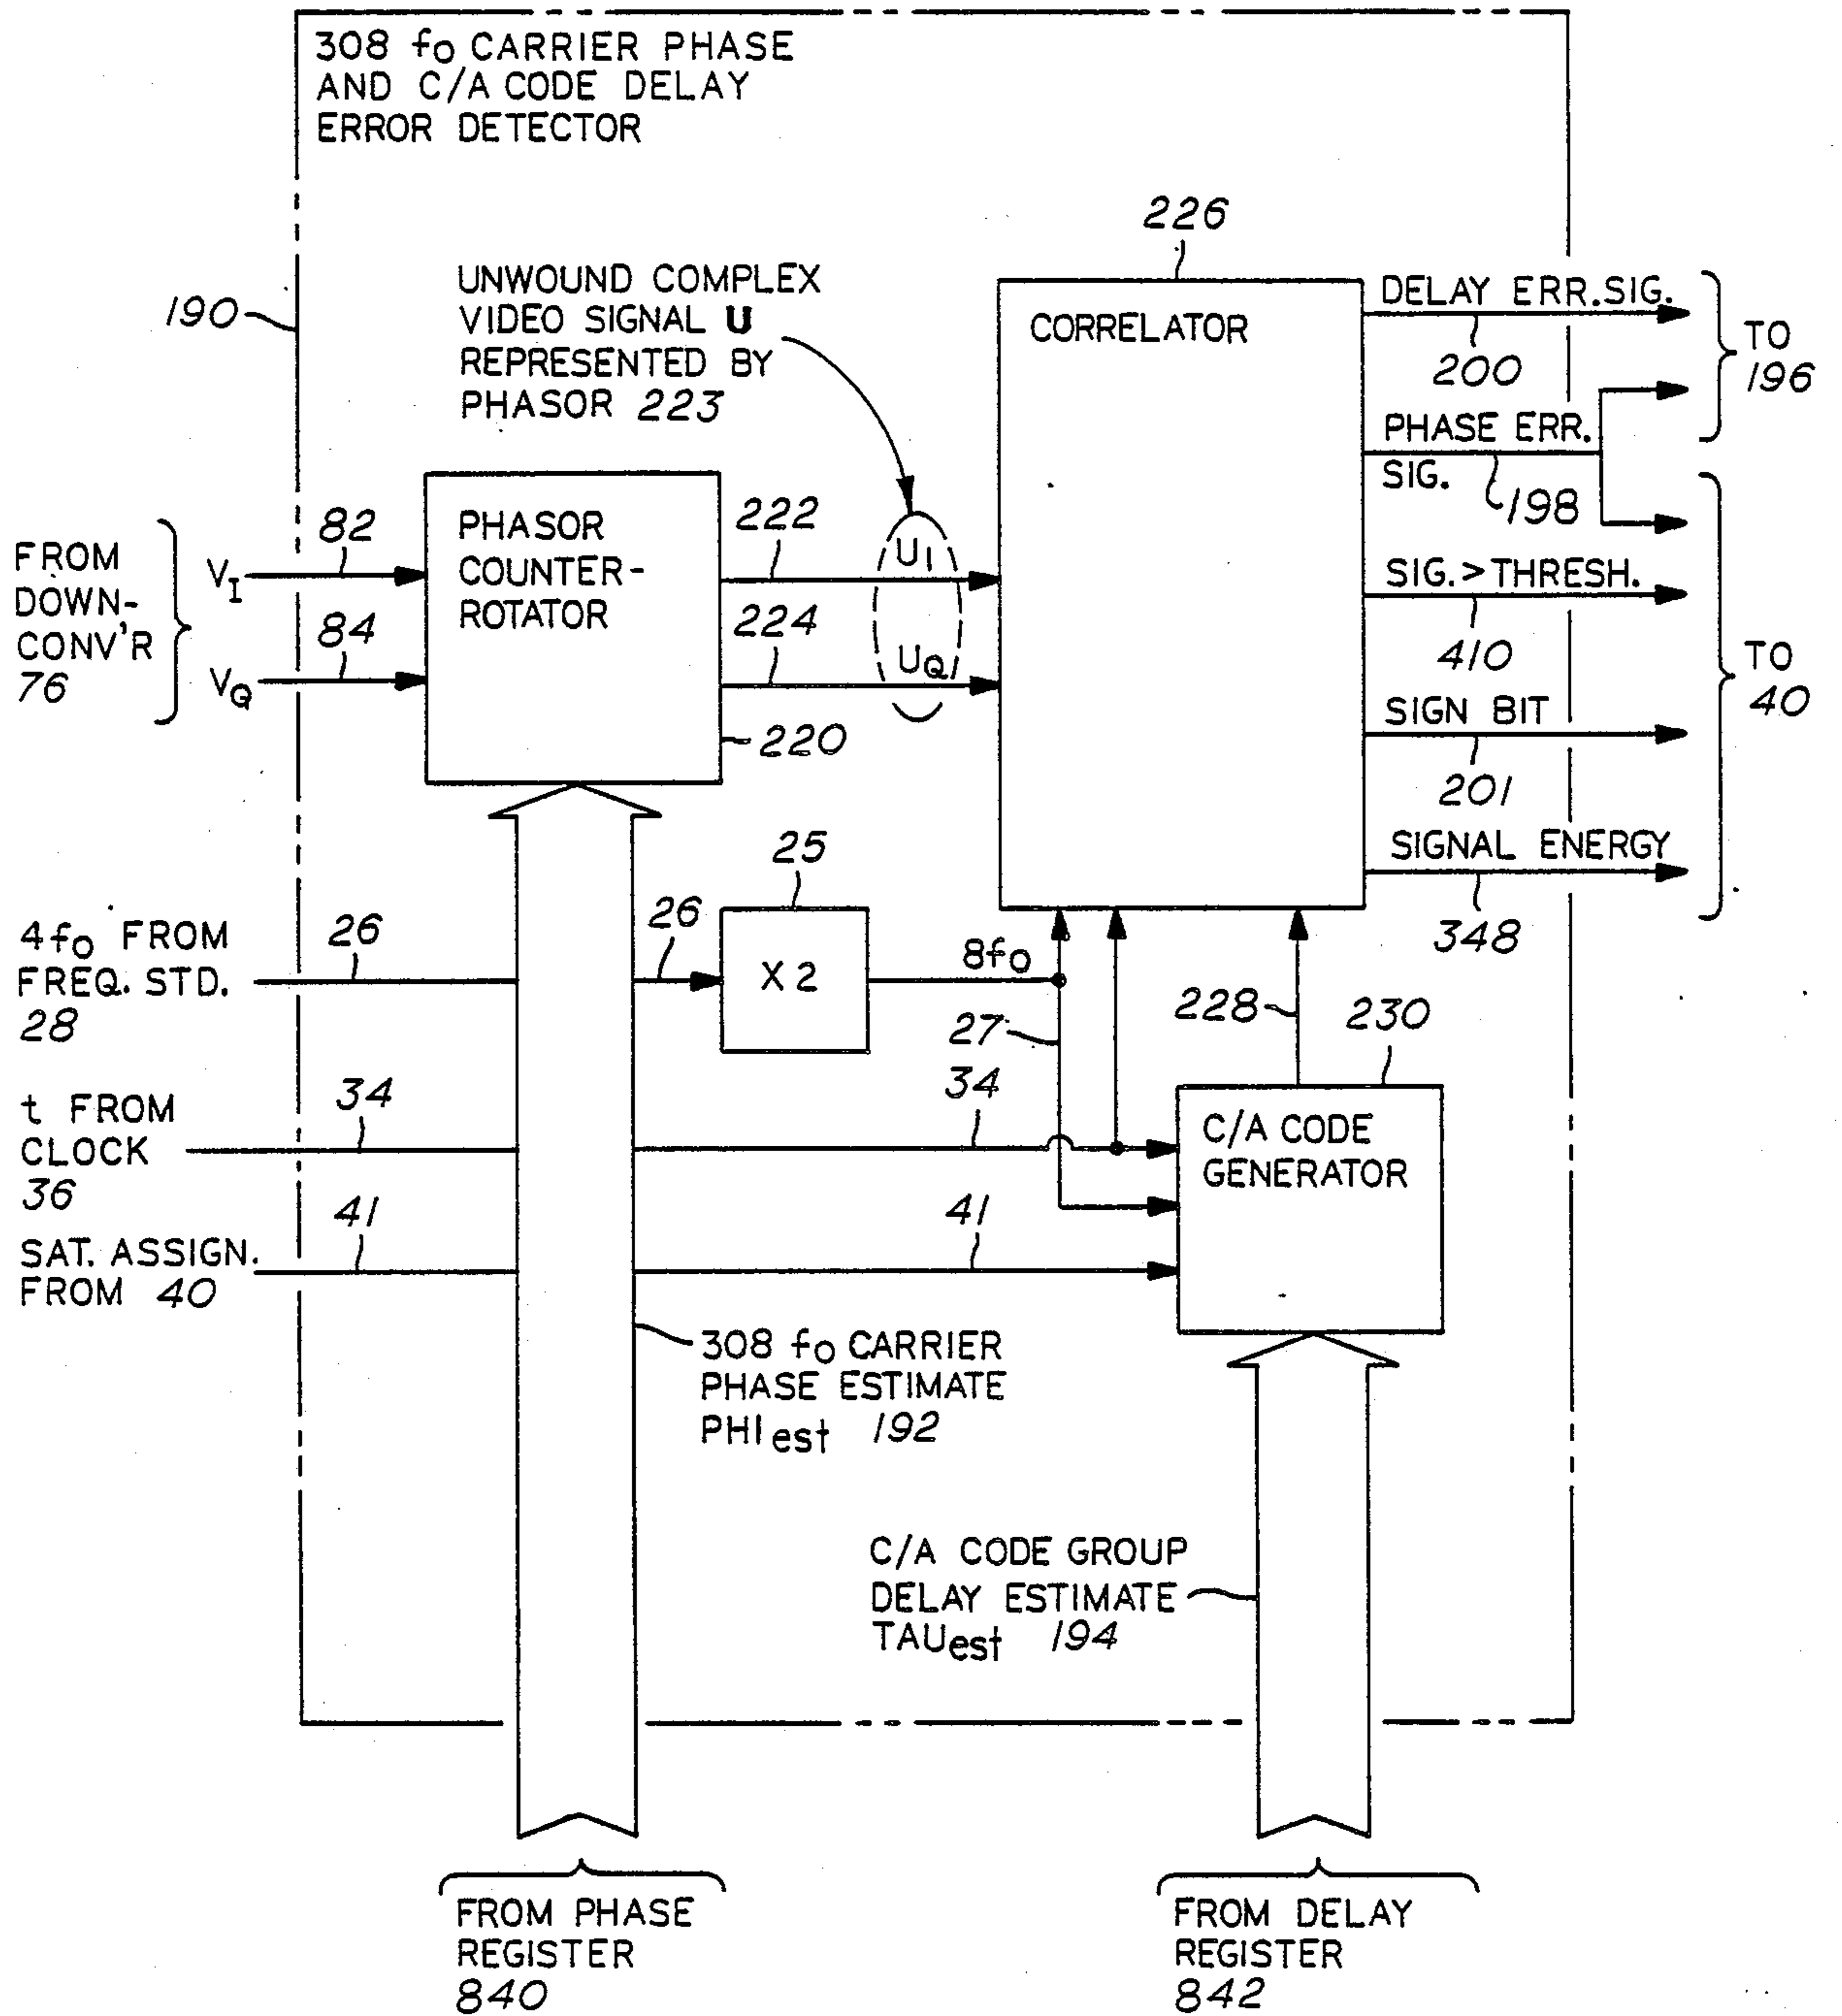 308 fo CARRIER PHASE
AND C/A CODE DELAY
ERROR DETECTOR
190
UNWOUND COMPLEX
VIDEO SIGNAL U
REPRESENTED BY
PHASOR 223
226
CORRELATOR
DELAY ERR.SIG.
200
TO
196
PHASE ERR.
SIG.
198
SIG.>THRESH.
410
SIGN BIT
201
SIGNAL ENERGY
348
TO
40
FROM
DOWN-
CONV'R
76
VI
82
VQ
84
PHASOR
COUNTER-
ROTATOR
220
222
UI
224
UQ
4fo FROM
FREQ. STD.
28
26
26
25
X2
8fo
27
228
230
t FROM
CLOCK
36
34
34
C/A CODE
GENERATOR
SAT. ASSIGN.
FROM 40
41
41
308 fo CARRIER
PHASE ESTIMATE
PHIest 192
C/A CODE GROUP
DELAY ESTIMATE
TAUest 194
FROM PHASE
REGISTER
840
FROM DELAY
REGISTER
842